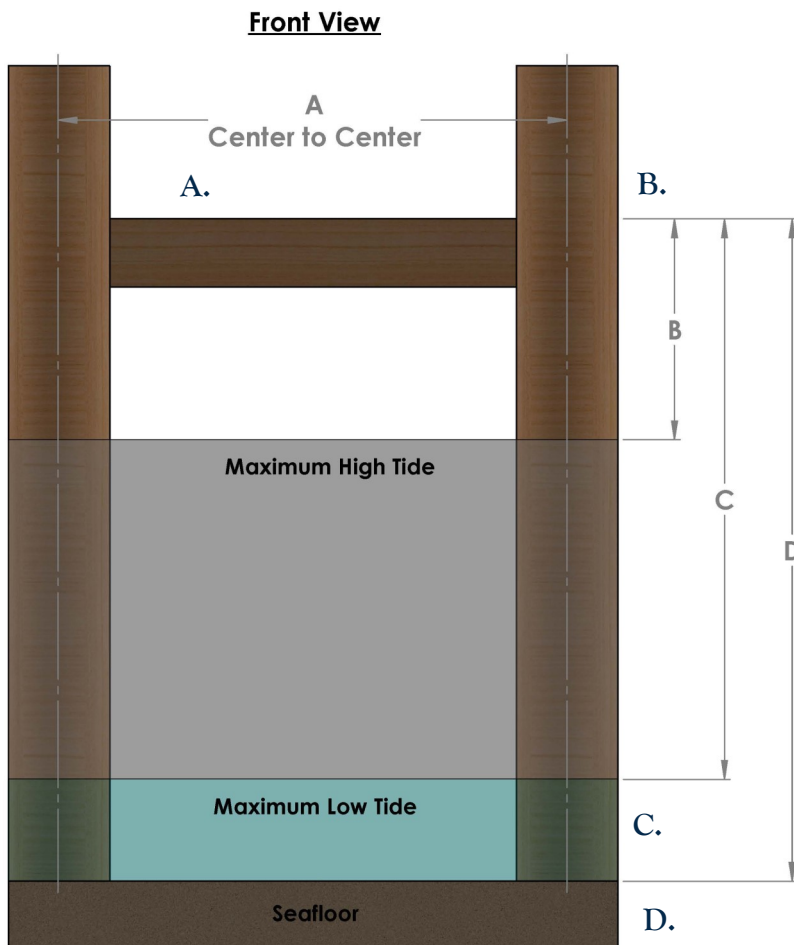 Front View
A
Center to Center
A.
B.
B
Maximum High Tide
C
D
Maximum Low Tide
C.
Seafloor
D.